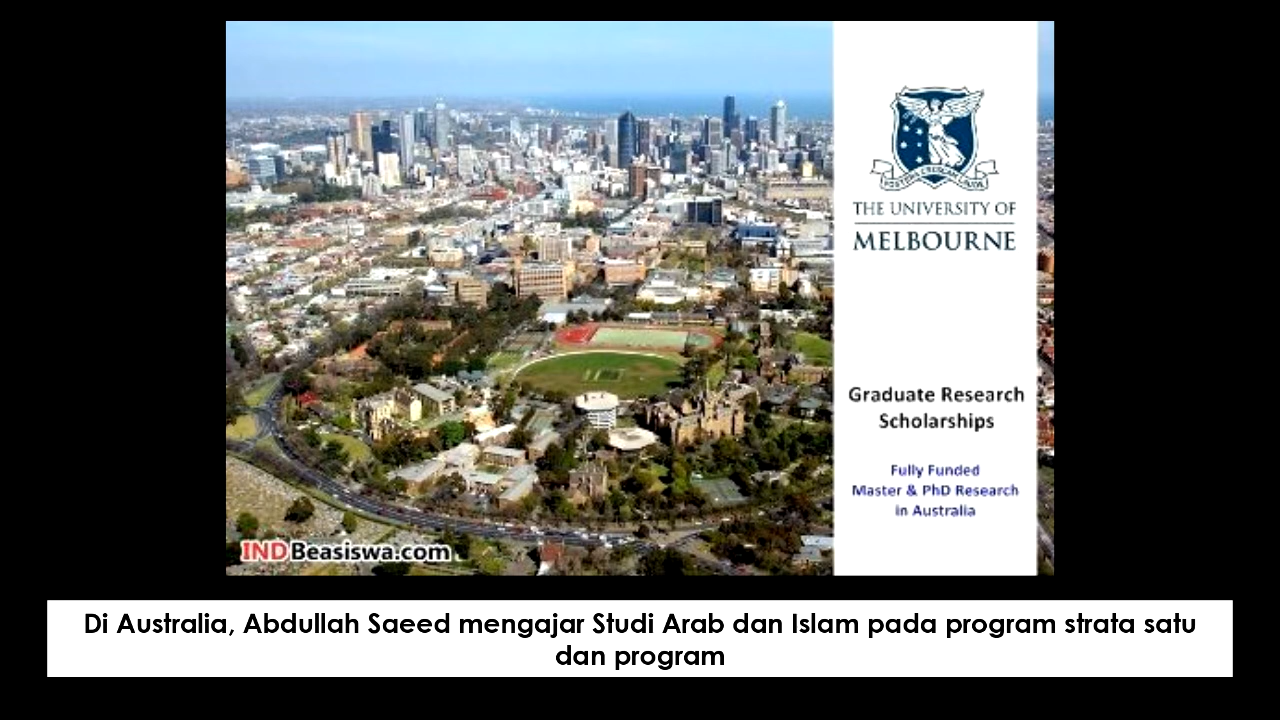 THE UNIVERSITY OF
MELBOURNE
Graduate Research
Scholarships
Fully Funded
Master & PhD Research
in Australia
INDBeasiswa.com
Di Australia, Abdullah Saeed mengajar Studi Arab dan Islam pada program strata satu
dan program